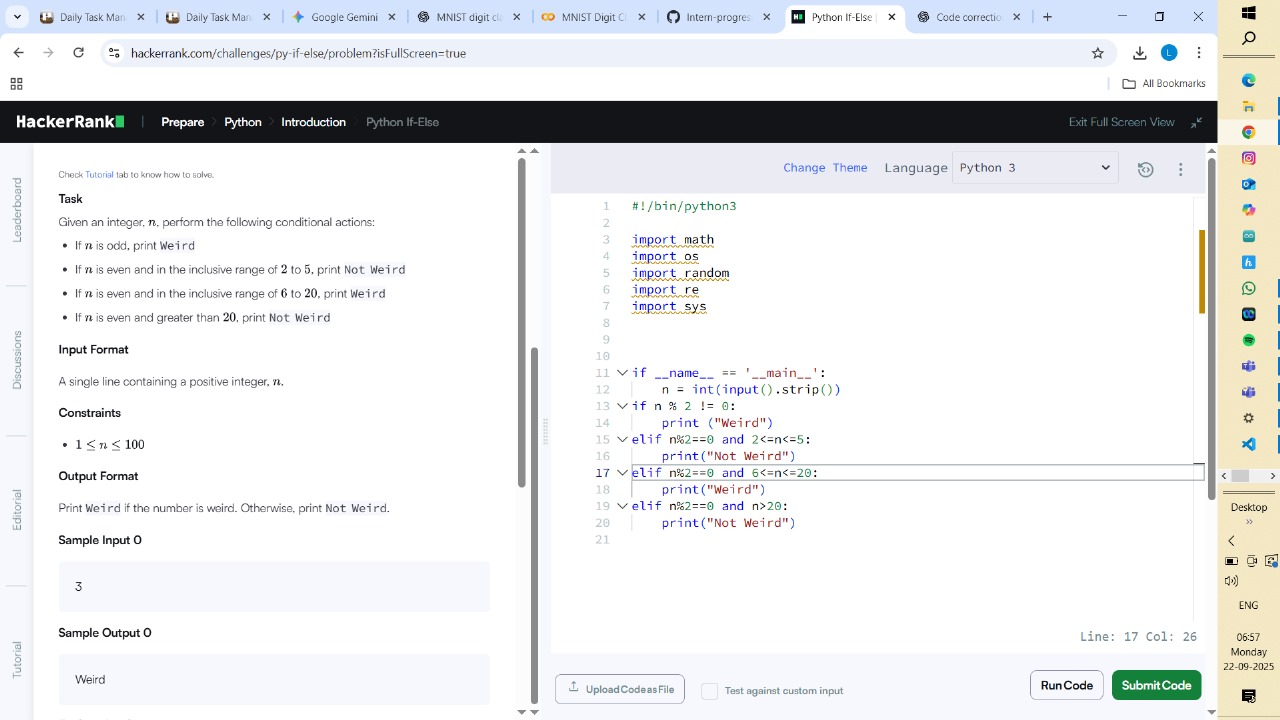 Daily Task Man
Daily Task Man
Google Gemini
MNIST digit cla
MNIST Digit Cl
Intern-progres
Python If-Else |
Code correctio
hackerrank.com/challenges/py-if-else/problem?isFullScreen=true
L
All Bookmarks
HackerRank
Prepare
Python
Introduction
Python If-Else
Exit Full Screen View
Leaderboard
Discussions
Editorial
Tutorial
Check Tutorial tab to know how to solve.
Task
Given an integer, n, perform the following conditional actions:
If n is odd, print Weird
If n is even and in the inclusive range of 2 to 5, print Not Weird
If n is even and in the inclusive range of 6 to 20, print Weird
If n is even and greater than 20, print Not Weird
Input Format
A single line containing a positive integer, n.
Constraints
1 ≤ n ≤ 100
Output Format
Print Weird if the number is weird. Otherwise, print Not Weird.
Sample Input 0
3
Sample Output 0
Weird
Change Theme
Language
Python 3
1 #!/bin/python3
2
3 import math
4 import os
5 import random
6 import re
7 import sys
8
9
10
11 if __name__ == '__main__':
12     n = int(input().strip())
13 if n % 2 != 0:
14     print ("Weird")
15 elif n%2==0 and 2<=n<=5:
16     print("Not Weird")
17 elif n%2==0 and 6<=n<=20:
18     print("Weird")
19 elif n%2==0 and n>20:
20     print("Not Weird")
21
Line: 17 Col: 26
Upload Code as File
Test against custom input
Run Code
Submit Code
Desktop
ENG
06:57
Monday
22-09-2025